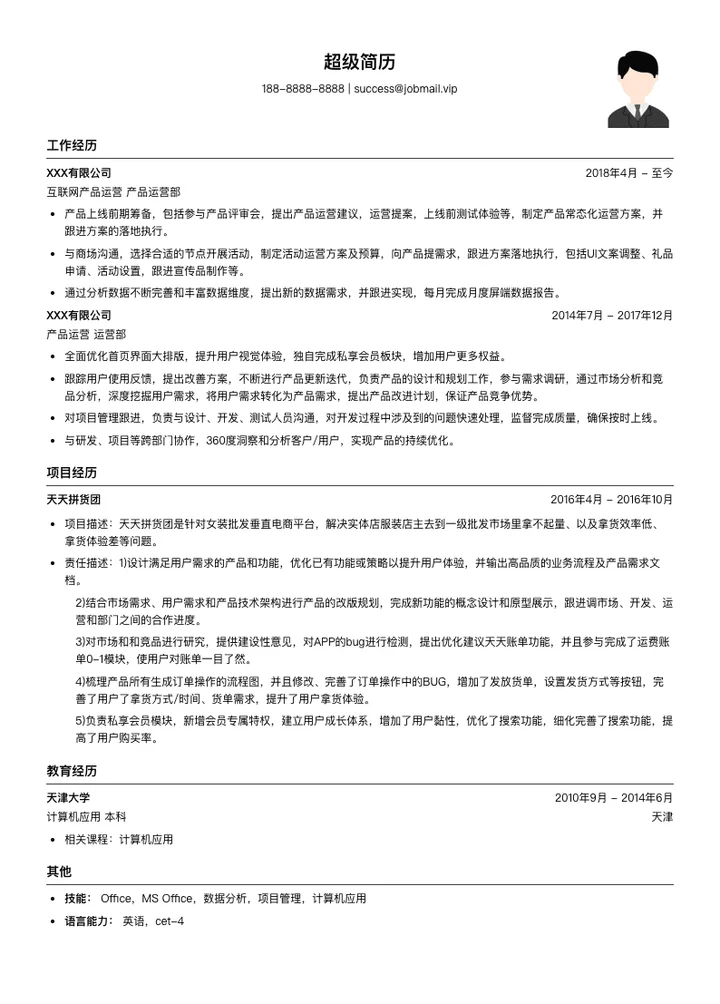 超级简历
188-8888-8888 | success@jobmail.vip
工作经历
XXX有限公司 2018年4月 – 至今
互联网产品运营 产品运营部
• 产品上线前期筹备，包括参与产品评审会，提出产品运营建议，运营提案，上线前测试体验等，制定产品常态化运营方案，并
跟进方案的落地执行。
• 与商场沟通，选择合适的节点开展活动，制定活动运营方案及预算，向产品提需求，跟进方案落地执行，包括UI文案调整、礼品
申请、活动设置，跟进宣传品制作等。
• 通过分析数据不断完善和丰富数据维度，提出新的数据需求，并跟进实现，每月完成月度屏端数据报告。
XXX有限公司 2014年7月 – 2017年12月
产品运营 运营部
• 全面优化首页界面大排版，提升用户视觉体验，独自完成私享会员板块，增加用户更多权益。
• 跟踪用户使用反馈，提出改善方案，不断进行产品更新迭代，负责产品的设计和规划工作，参与需求调研，通过市场分析和竞
品分析，深度挖掘用户需求，将用户需求转化为产品需求，提出产品改进计划，保证产品竞争优势。
• 对项目管理跟进，负责与设计、开发、测试人员沟通，对开发过程中涉及到的问题快速处理，监督完成质量，确保按时上线。
• 与研发、项目等跨部门协作，360度洞察和分析客户/用户，实现产品的持续优化。
项目经历
天天拼货团 2016年4月 – 2016年10月
• 项目描述：天天拼货团是针对女装批发垂直电商平台，解决实体店服装店主去到一级批发市场里拿不起量、以及拿货效率低、
拿货体验差等问题。
• 责任描述：1)设计满足用户需求的产品和功能，优化已有功能或策略以提升用户体验，并输出高品质的业务流程及产品需求文
档。
2)结合市场需求、用户需求和产品技术架构进行产品的改版规划，完成新功能的概念设计和原型展示，跟进调市场、开发、运
营和部门之间的合作进度。
3)对市场和和竞品进行研究，提供建设性意见，对APP的bug进行检测，提出优化建议天天账单功能，并且参与完成了运费账
单0-1模块，使用户对账单一目了然。
4)梳理产品所有生成订单操作的流程图，并且修改、完善了订单操作中的BUG，增加了发放货单，设置发货方式等按钮，完
善了用户了拿货方式/时间、货单需求，提升了用户拿货体验。
5)负责私享会员模块，新增会员专属特权，建立用户成长体系，增加了用户黏性，优化了搜索功能，细化完善了搜索功能，提
高了用户购买率。
教育经历
天津大学 2010年9月 – 2014年6月
计算机应用 本科 天津
• 相关课程：计算机应用
其他
• 技能： Office，MS Office，数据分析，项目管理，计算机应用
• 语言能力： 英语，cet-4